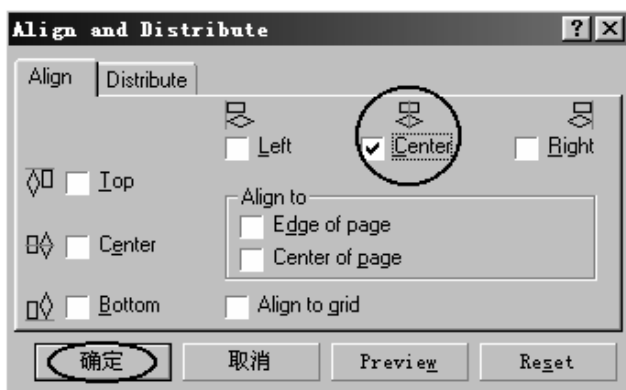 Align and Distribute
Align Distribute
Left Center Right
Top
Align to
Edge of page
Center
Center of page
Bottom Align to grid
确定 取消 Preview Reset